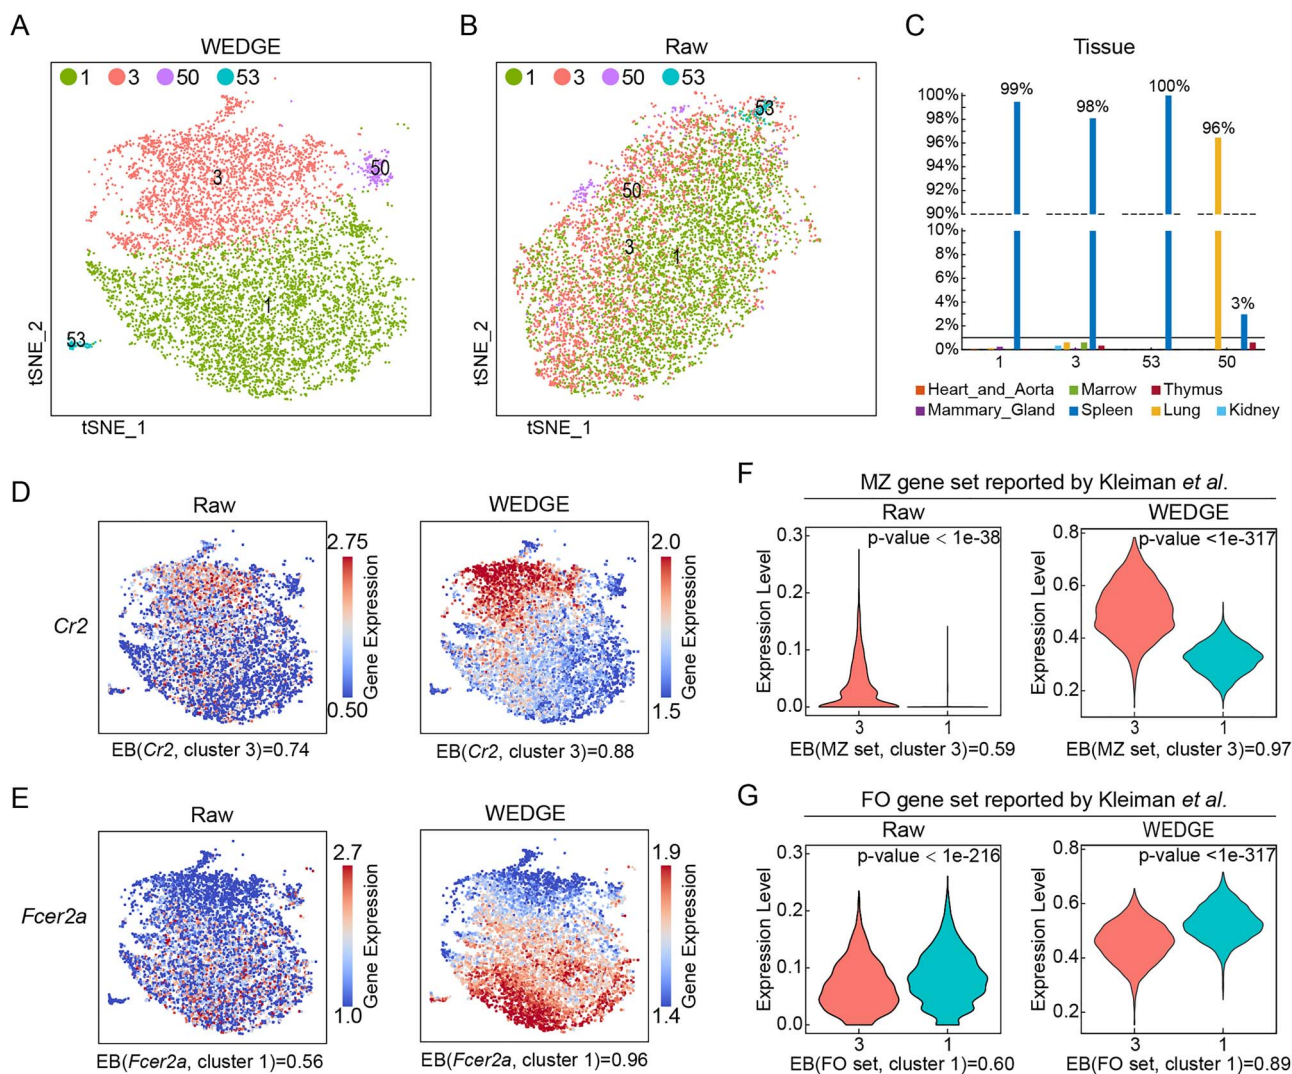 A
WEDGE
1 3 50 53
3
50
1
53
tSNE_2
tSNE_1
B
Raw
1 3 50 53
53
50
3
1
tSNE_2
tSNE_1
C
Tissue
100%
98%
96%
94%
92%
90%
10%
8%
6%
4%
2%
0%
99%
98%
100%
96%
3%
1 3 53 50
Heart_and_Aorta Marrow Thymus
Mammary_Gland Spleen Lung Kidney
D
Raw
WEDGE
Cr2
2.75
Gene Expression
0.50
2.0
Gene Expression
1.5
EB(Cr2, cluster 3)=0.74
EB(Cr2, cluster 3)=0.88
E
Raw
WEDGE
Fcer2a
2.7
Gene Expression
1.0
1.9
Gene Expression
1.4
EB(Fcer2a, cluster 1)=0.56
EB(Fcer2a, cluster 1)=0.96
F
MZ gene set reported by Kleiman et al.
Raw
WEDGE
p-value < 1e-38
p-value <1e-317
Expression Level
0.3
0.2
0.1
0.0
3 1
Expression Level
0.8
0.6
0.4
0.2
3 1
EB(MZ set, cluster 3)=0.59
EB(MZ set, cluster 3)=0.97
G
FO gene set reported by Kleiman et al.
Raw
WEDGE
p-value < 1e-216
p-value <1e-317
Expression Level
0.3
0.2
0.1
0.0
3 1
Expression Level
0.8
0.6
0.4
0.2
3 1
EB(FO set, cluster 1)=0.60
EB(FO set, cluster 1)=0.89